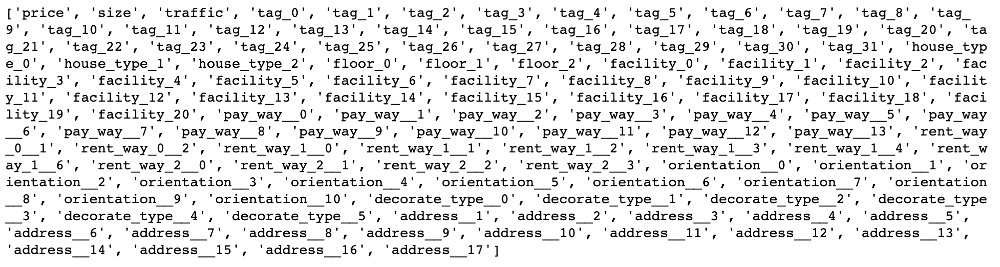 ['price', 'size', 'traffic', 'tag_0', 'tag_1', 'tag_2', 'tag_3', 'tag_4', 'tag_5', 'tag_6', 'tag_7', 'tag_8', 'tag_
9', 'tag_10', 'tag_11', 'tag_12', 'tag_13', 'tag_14', 'tag_15', 'tag_16', 'tag_17', 'tag_18', 'tag_19', 'tag_20', 'ta
g_21', 'tag_22', 'tag_23', 'tag_24', 'tag_25', 'tag_26', 'tag_27', 'tag_28', 'tag_29', 'tag_30', 'tag_31', 'house_typ
e_0', 'house_type_1', 'house_type_2', 'floor_0', 'floor_1', 'floor_2', 'facility_0', 'facility_1', 'facility_2', 'fac
ility_3', 'facility_4', 'facility_5', 'facility_6', 'facility_7', 'facility_8', 'facility_9', 'facility_10', 'facilit
y_11', 'facility_12', 'facility_13', 'facility_14', 'facility_15', 'facility_16', 'facility_17', 'facility_18', 'faci
lity_19', 'facility_20', 'pay_way__0', 'pay_way__1', 'pay_way__2', 'pay_way__3', 'pay_way__4', 'pay_way__5', 'pay_way
__6', 'pay_way__7', 'pay_way__8', 'pay_way__9', 'pay_way__10', 'pay_way__11', 'pay_way__12', 'pay_way__13', 'rent_way
_0__1', 'rent_way_0__2', 'rent_way_1__0', 'rent_way_1__1', 'rent_way_1__2', 'rent_way_1__3', 'rent_way_1__4', 'rent_w
ay_1__6', 'rent_way_2__0', 'rent_way_2__1', 'rent_way_2__2', 'rent_way_2__3', 'orientation__0', 'orientation__1', 'or
ientation__2', 'orientation__3', 'orientation__4', 'orientation__5', 'orientation__6', 'orientation__7', 'orientation
__8', 'orientation__9', 'orientation__10', 'decorate_type__0', 'decorate_type__1', 'decorate_type__2', 'decorate_type
__3', 'decorate_type__4', 'decorate_type__5', 'address__1', 'address__2', 'address__3', 'address__4', 'address__5',
'address__6', 'address__7', 'address__8', 'address__9', 'address__10', 'address__11', 'address__12', 'address__13',
'address__14', 'address__15', 'address__16', 'address__17']